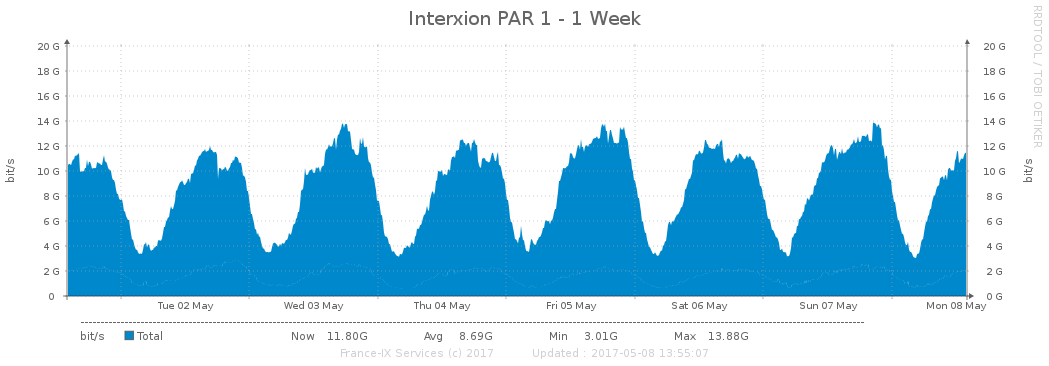 Interxion PAR 1 - 1 Week
RRDTOOL / TOBI OETIKER
20 G 20 G
18 G 18 G
16 G 16 G
14 G 14 G
12 G 12 G
10 G 10 G
8 G 8 G
6 G 6 G
4 G 4 G
2 G 2 G
0 0 G
bit/s
bit/s
Tue 02 May Wed 03 May Thu 04 May Fri 05 May Sat 06 May Sun 07 May Mon 08 May
bit/s Total Now 11.80G Avg 8.69G Min 3.01G Max 13.88G
France-IX Services (c) 2017 Updated : 2017-05-08 13:55:07